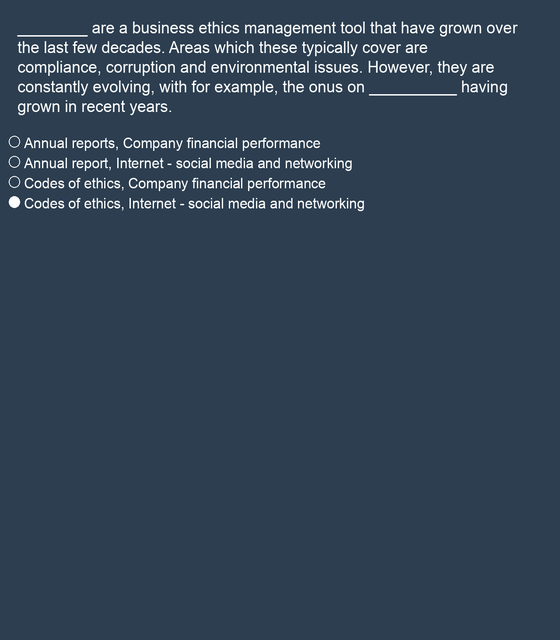 ________ are a business ethics management tool that have grown over
the last few decades. Areas which these typically cover are
compliance, corruption and environmental issues. However, they are
constantly evolving, with for example, the onus on __________ having
grown in recent years.
Annual reports, Company financial performance
Annual report, Internet - social media and networking
Codes of ethics, Company financial performance
Codes of ethics, Internet - social media and networking